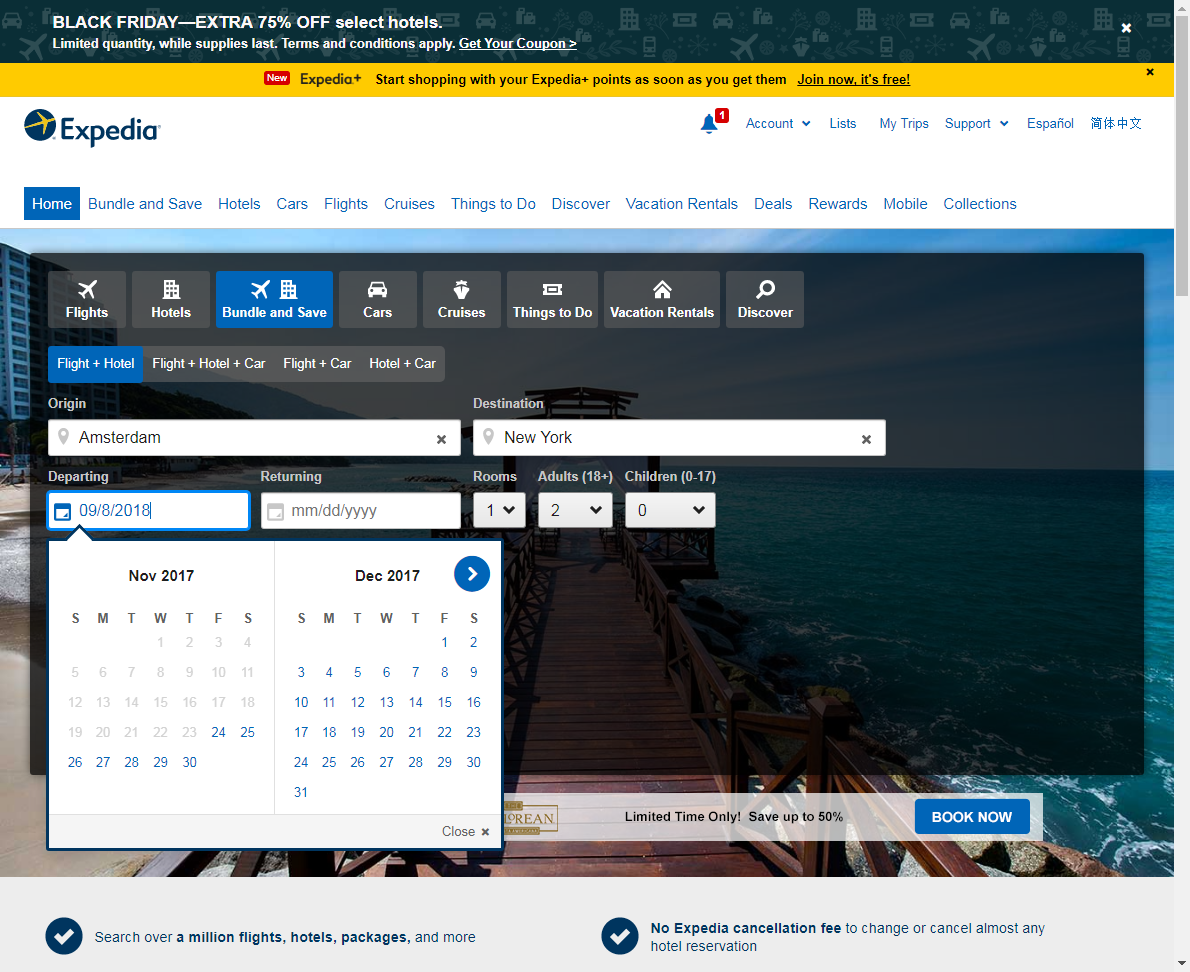 BLACK FRIDAY—EXTRA 75% OFF select hotels.
Limited quantity, while supplies last. Terms and conditions apply. Get Your Coupon >
New Expedia+ Start shopping with your Expedia+ points as soon as you get them Join now, it's free!
Expedia
1
Account Lists My Trips Support Español 简体中文
Home Bundle and Save Hotels Cars Flights Cruises Things to Do Discover Vacation Rentals Deals Rewards Mobile Collections
Flights Hotels Bundle and Save Cars Cruises Things to Do Vacation Rentals Discover
Flight + Hotel Flight + Hotel + Car Flight + Car Hotel + Car
Origin Destination
Amsterdam New York
Departing Returning Rooms Adults (18+) Children (0-17)
09/8/2018 mm/dd/yyyy 1 2 0
Nov 2017 Dec 2017
S M T W T F S S M T W T F S
1 2 3 4 1 2
5 6 7 8 9 10 11 3 4 5 6 7 8 9
12 13 14 15 16 17 18 10 11 12 13 14 15 16
19 20 21 22 23 24 25 17 18 19 20 21 22 23
26 27 28 29 30 24 25 26 27 28 29 30
31
Limited Time Only! Save up to 50% BOOK NOW
Close
Search over a million flights, hotels, packages, and more
No Expedia cancellation fee to change or cancel almost any
hotel reservation